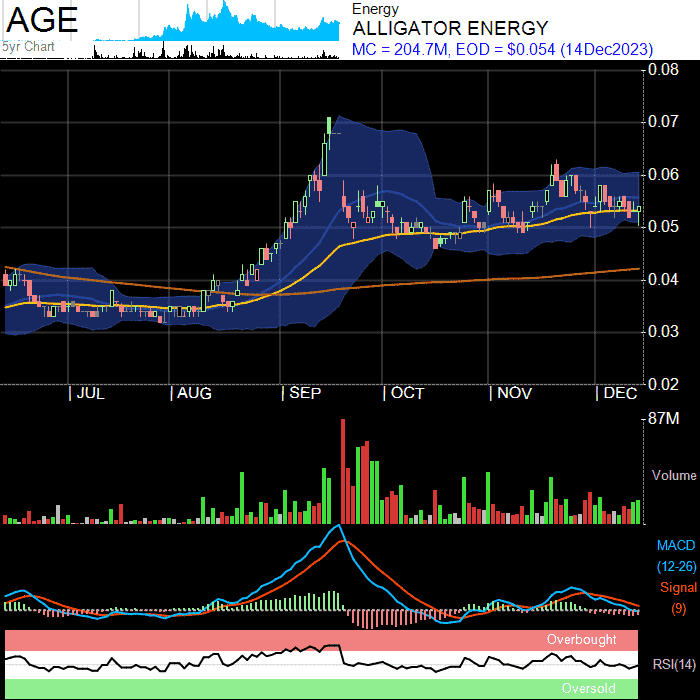 AGE
5yr Chart
Energy
ALLIGATOR ENERGY
MC = 204.7M, EOD = $0.054 (14Dec2023)
0.08
0.07
0.06
0.05
0.04
0.03
0.02
JUL AUG SEP OCT NOV DEC
87M
Volume
MACD
(12-26)
Signal
(9)
Overbought
RSI(14)
Oversold